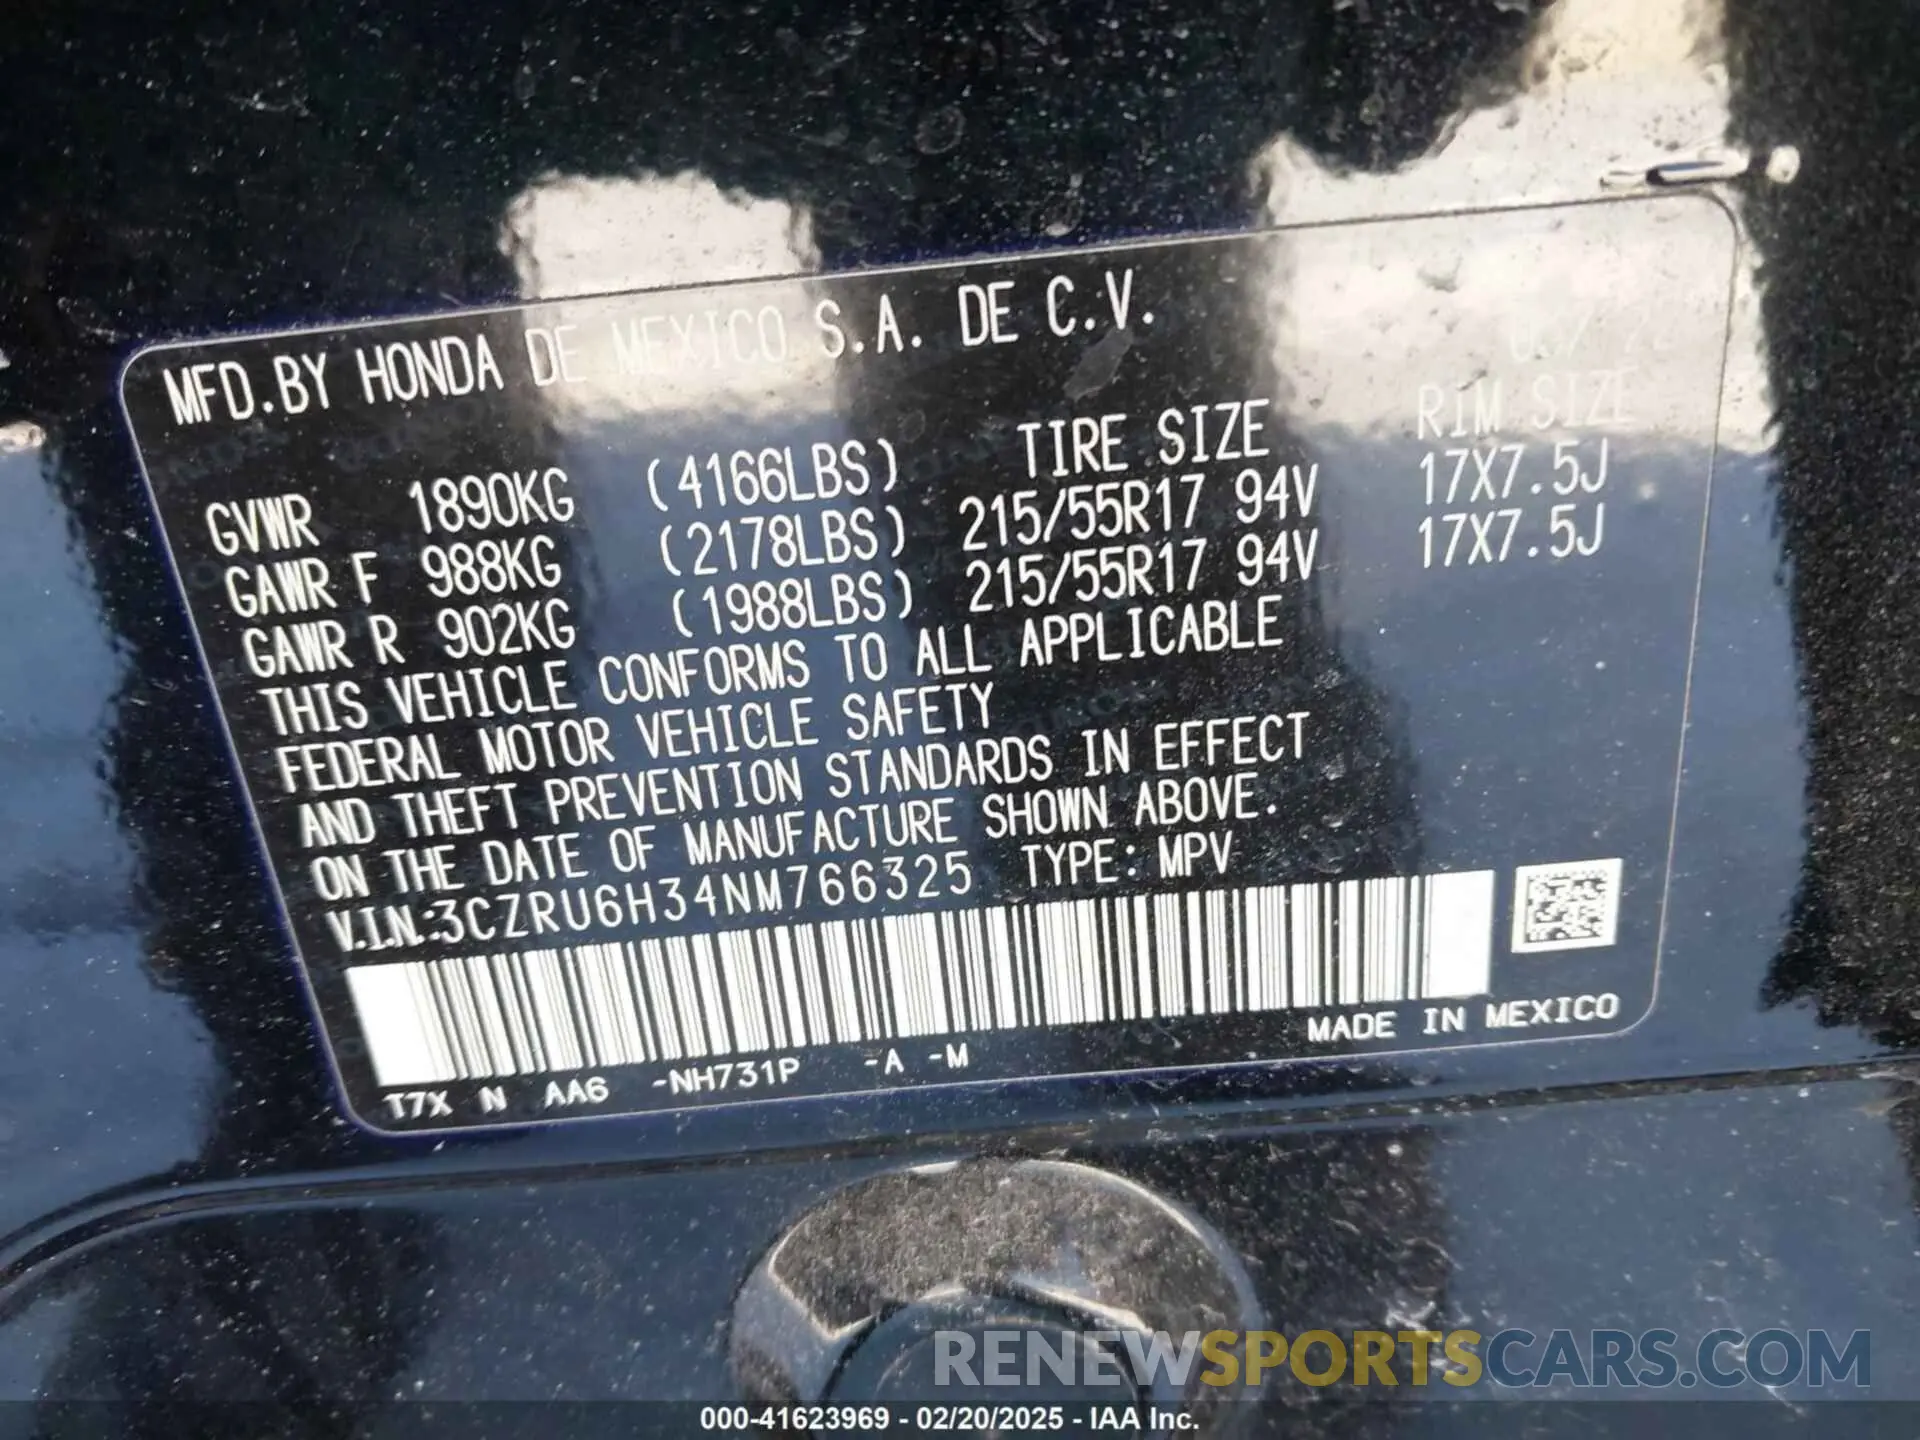 MFD.BY HONDA DE MEXICO S.A. DE C.V.
TIRE SIZE RIM SIZE
GVWR 1890KG (4166LBS) 215/55R17 94V 17X7.5J
GAWR F 988KG (2178LBS) 215/55R17 94V 17X7.5J
GAWR R 902KG (1988LBS)
THIS VEHICLE CONFORMS TO ALL APPLICABLE
FEDERAL MOTOR VEHICLE SAFETY
AND THEFT PREVENTION STANDARDS IN EFFECT
ON THE DATE OF MANUFACTURE SHOWN ABOVE.
V.I.N.:3CZRU6H34NM766325 TYPE: MPV
MADE IN MEXICO
T7X N AA6 -NH731P -A -M
RENEWSPORTSCARS.COM
000-41623969 - 02/20/2025 - IAA Inc.